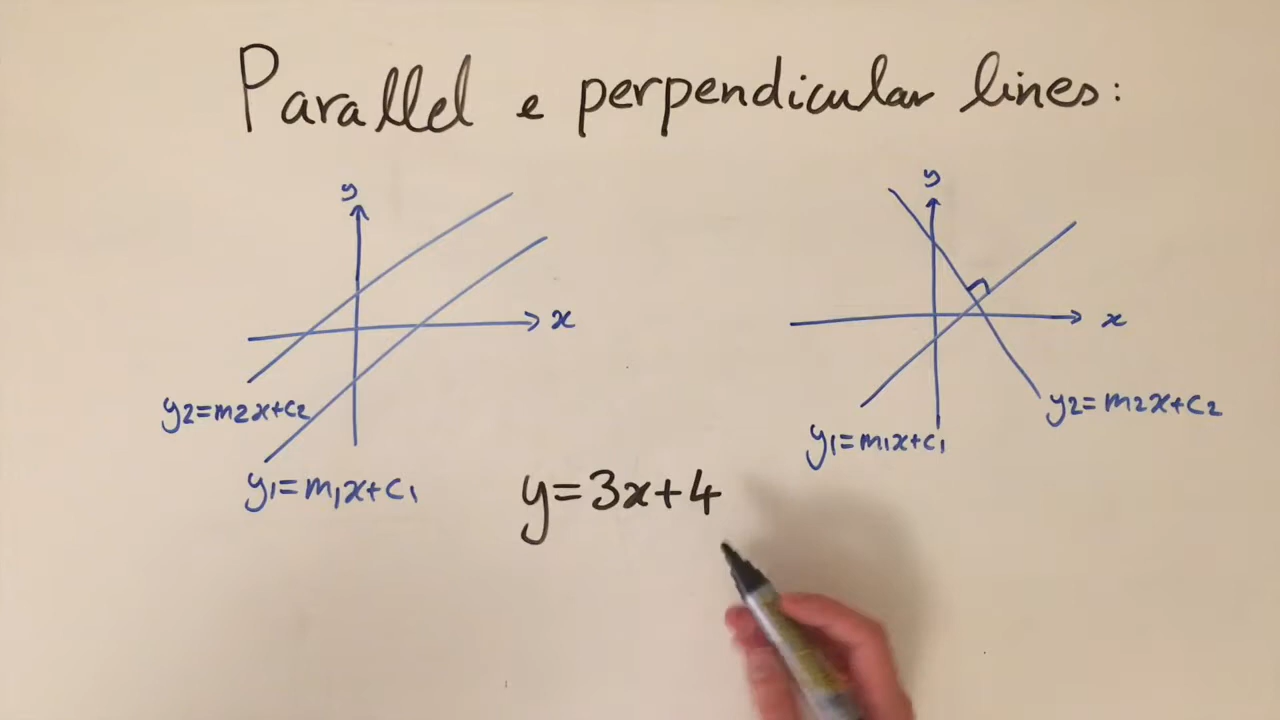 Parallel e perpendicular lines:
y
x
y2=m2x+c2
y1=m1x+c1
y
x
y1=m1x+c1
y2=m2x+c2
y=3x+4